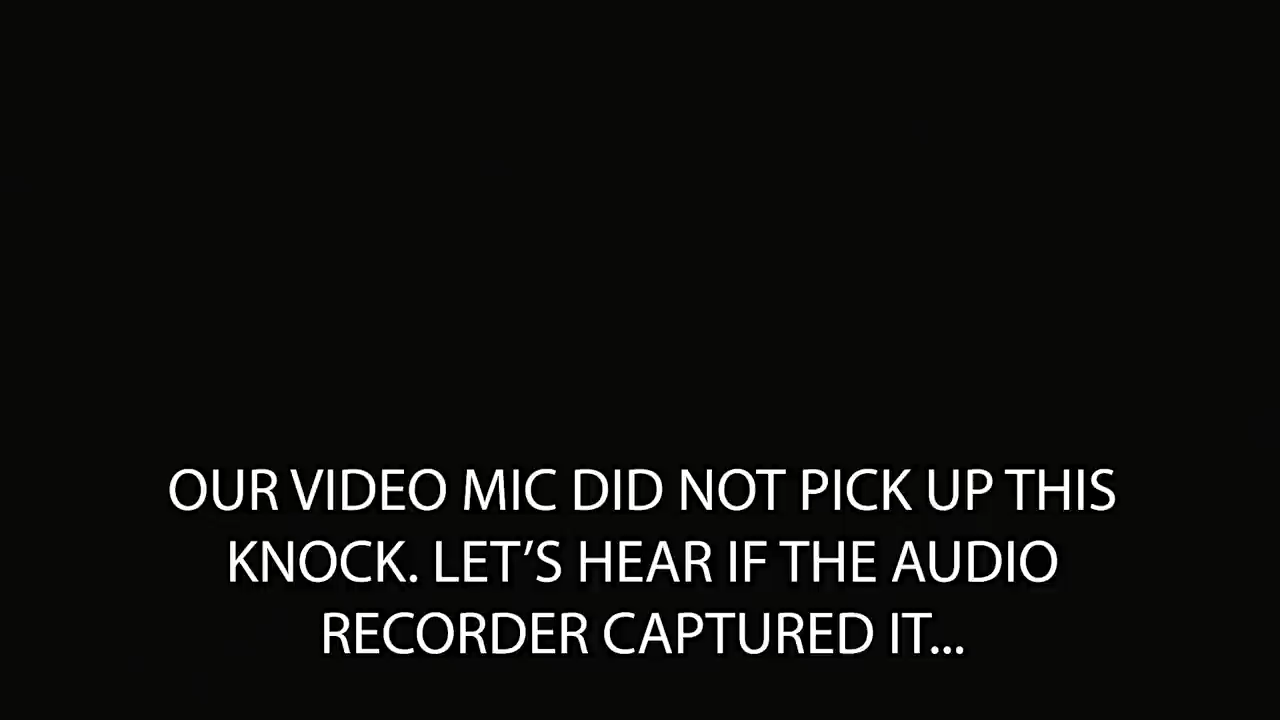 OUR VIDEO MIC DID NOT PICK UP THIS
KNOCK. LET’S HEAR IF THE AUDIO
RECORDER CAPTURED IT...